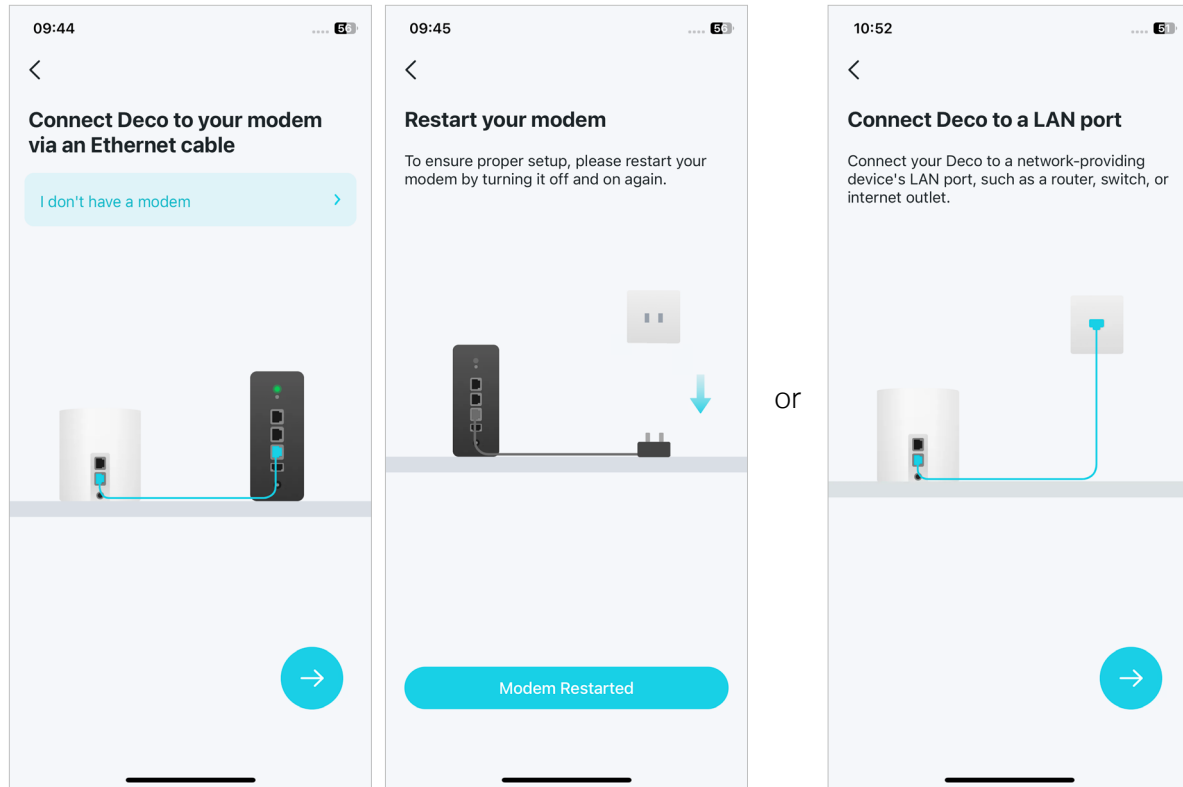 09:44
56
Connect Deco to your modem
via an Ethernet cable
I don't have a modem
09:45
56
Restart your modem
To ensure proper setup, please restart your
modem by turning it off and on again.
Modem Restarted
or
10:52
51
Connect Deco to a LAN port
Connect your Deco to a network-providing
device's LAN port, such as a router, switch, or
internet outlet.